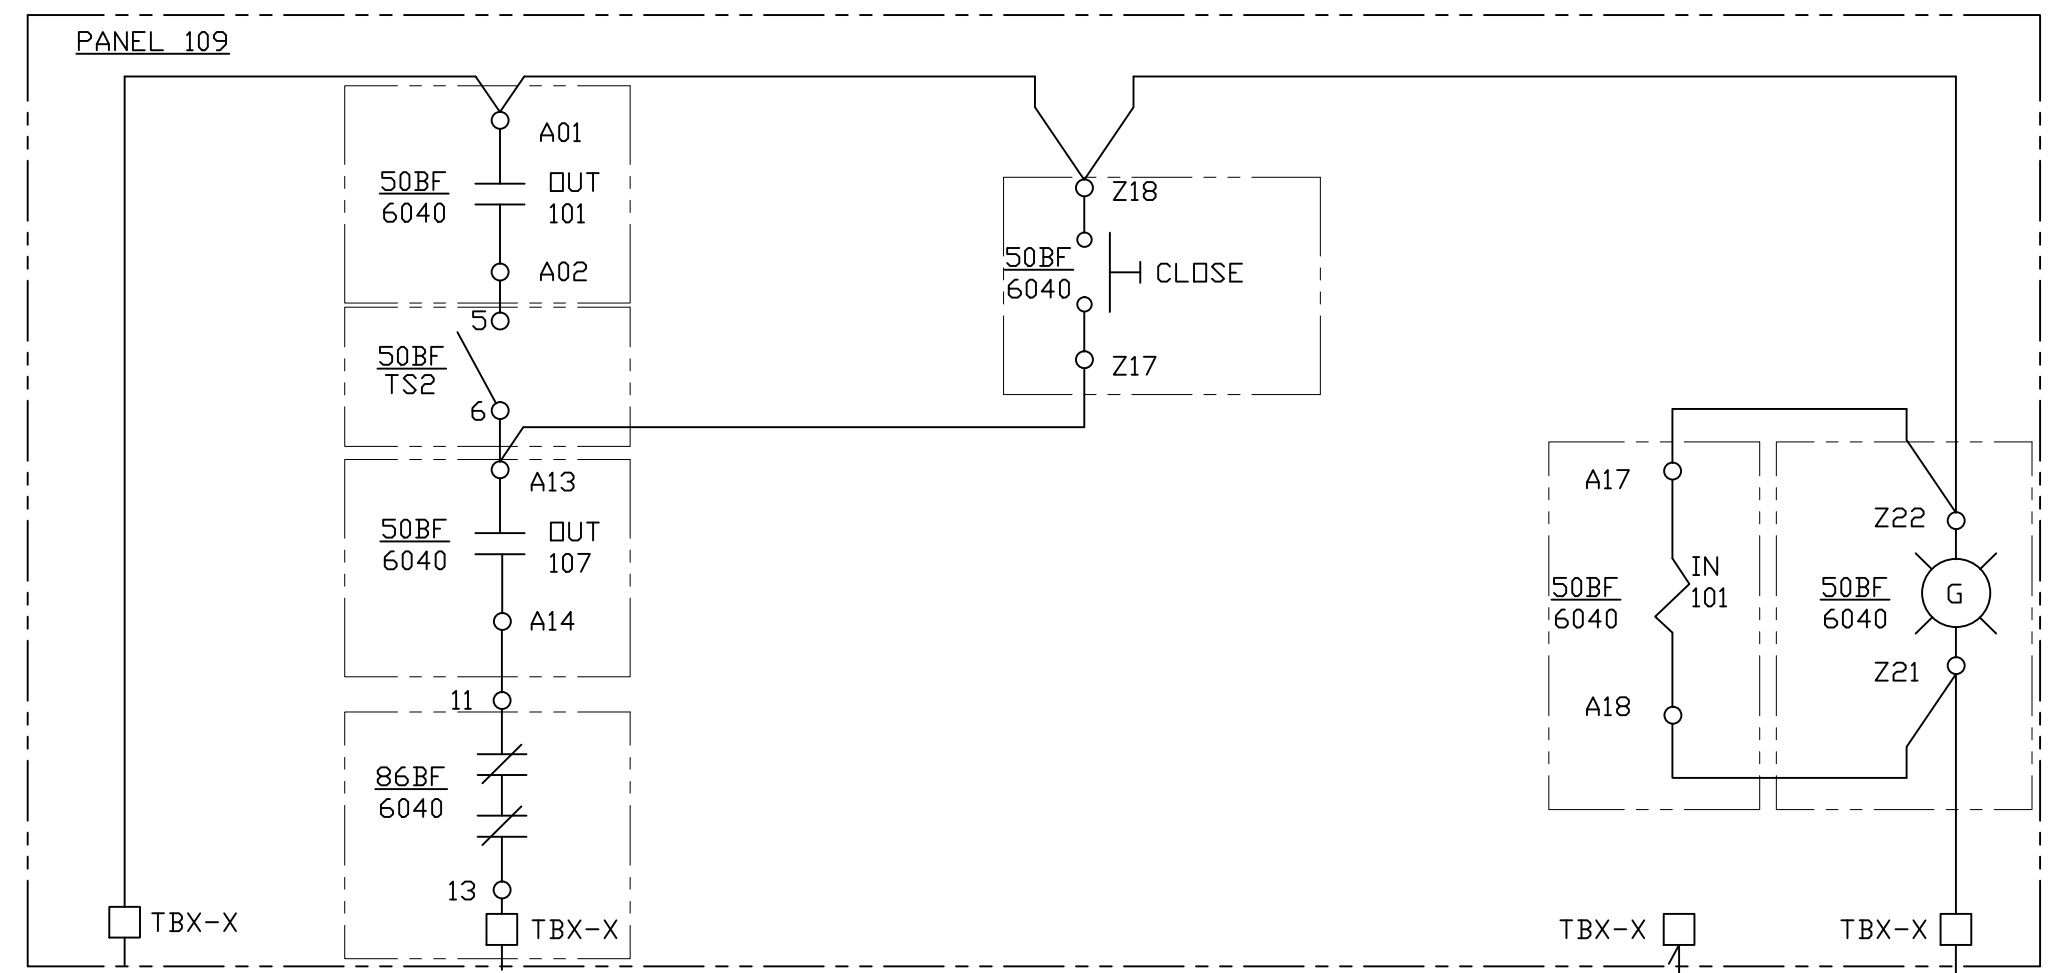 PANEL 109
A01
50BF
6040
OUT
101
A02
5
50BF
TS2
6
A13
50BF
6040
OUT
107
A14
11
86BF
6040
13
TBX-X
TBX-X
Z18
50BF
6040
CLOSE
Z17
A17
50BF
6040
IN
101
A18
Z22
50BF
6040
G
Z21
TBX-X
TBX-X